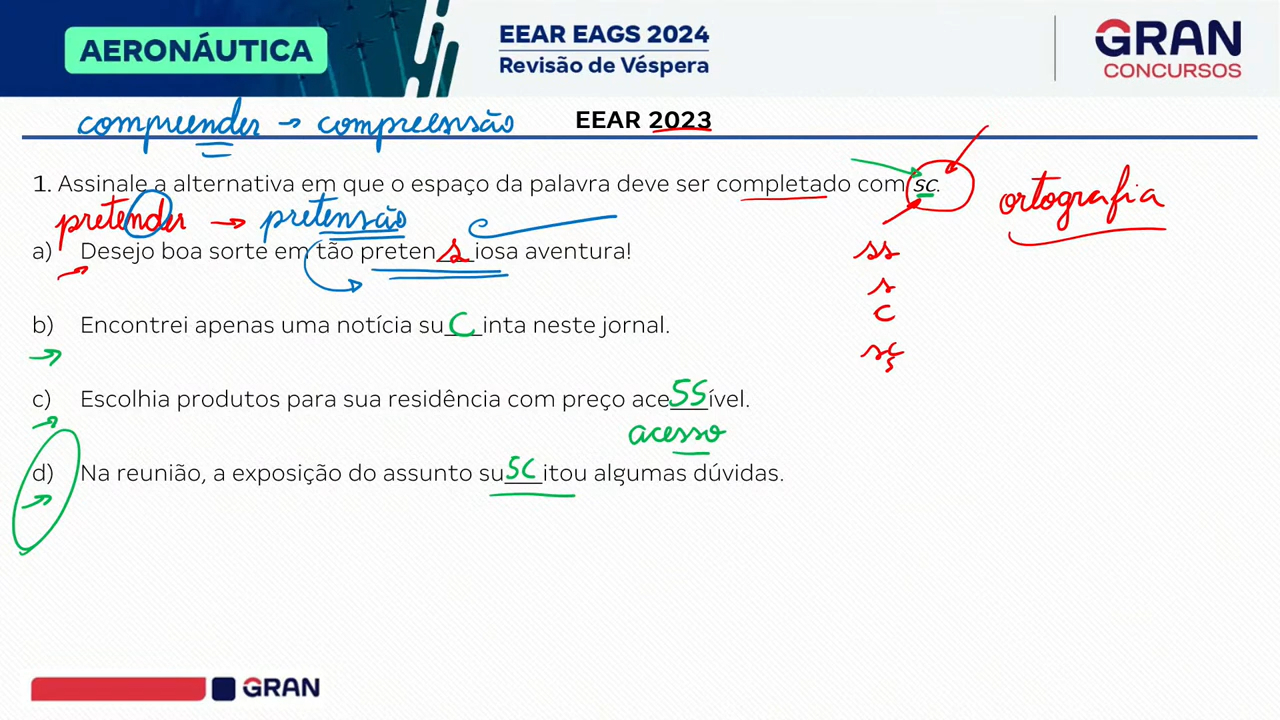 AERONÁUTICA
EEAR EAGS 2024
Revisão de Véspera
GRAN
CONCURSOS
compreender → compreensão
EEAR 2023
1. Assinale a alternativa em que o espaço da palavra deve ser completado com sc.
ortografia
pretender → pretensão
ss
s
c
sç
a) Desejo boa sorte em tão preten_s_iosa aventura!
b) Encontrei apenas uma notícia su_C_inta neste jornal.
c) Escolhia produtos para sua residência com preço ace_SS_ível.
acesso
d) Na reunião, a exposição do assunto su_SC_itou algumas dúvidas.
GRAN